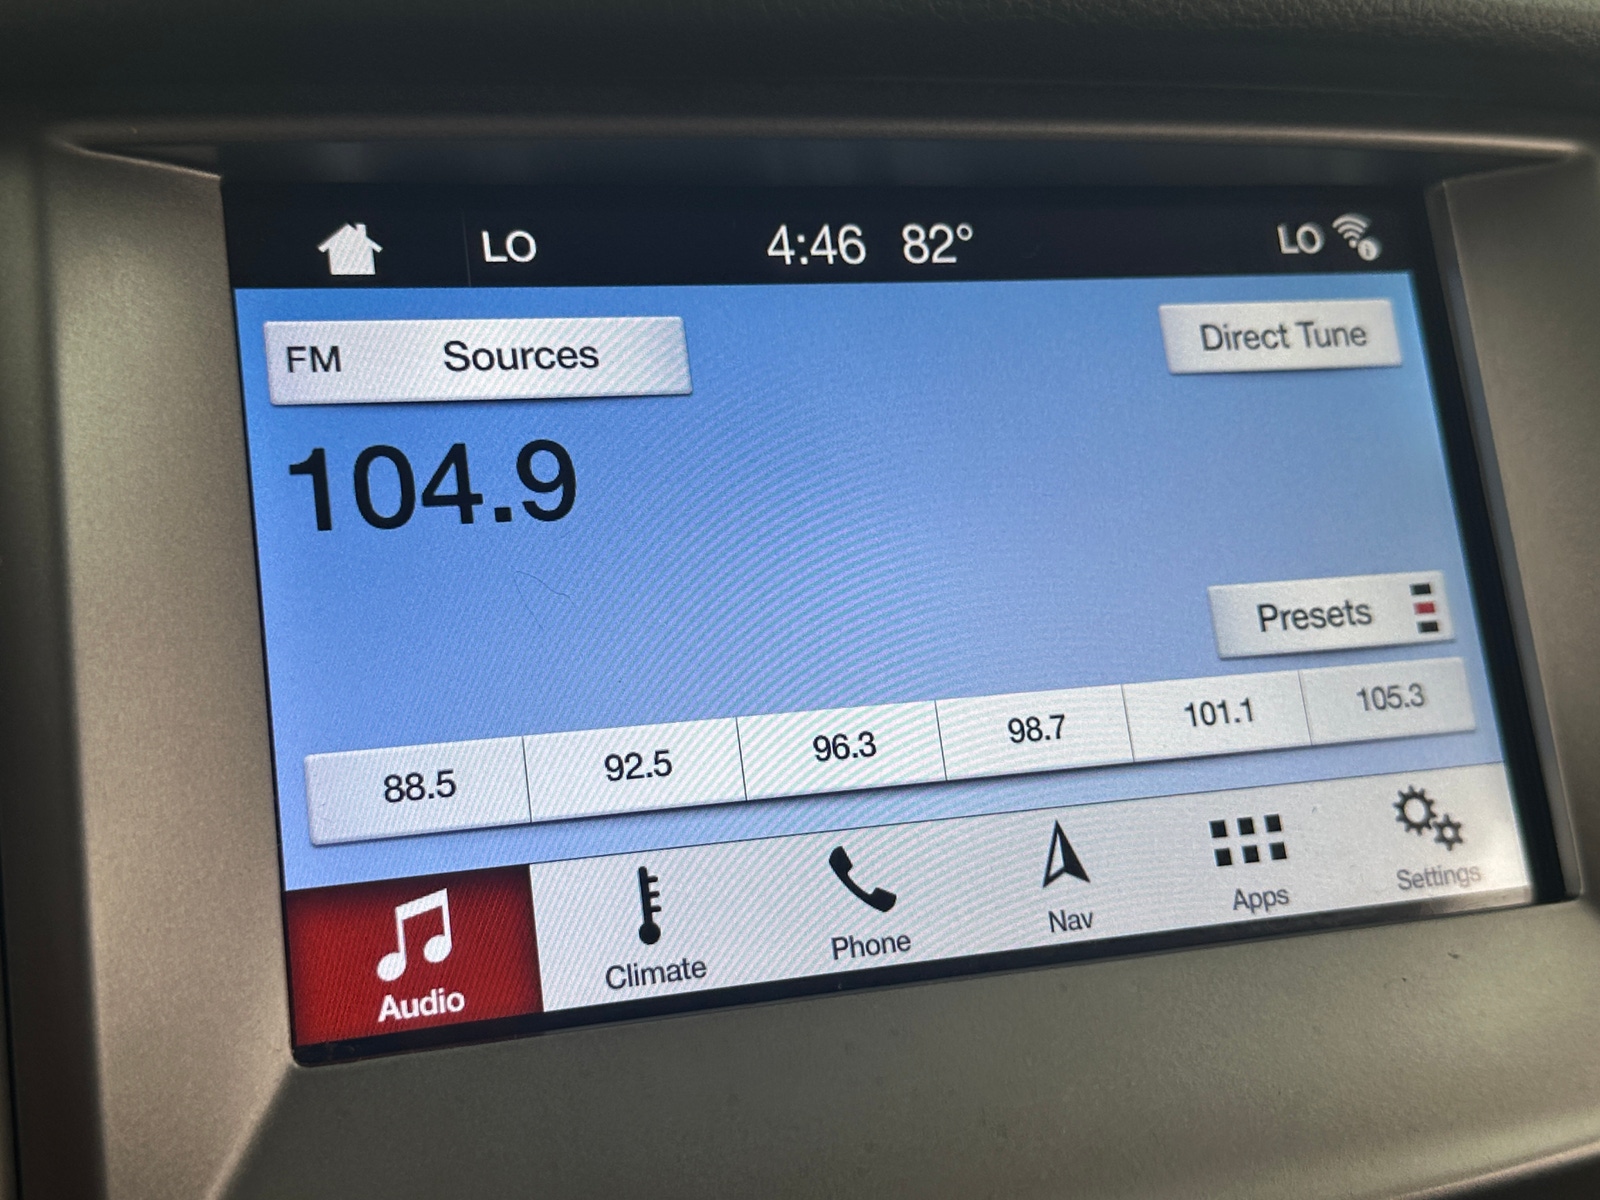 LO 4:46 82° LO
FM Sources Direct Tune
104.9
Presets
88.5 92.5 96.3 98.7 101.1 105.3
Audio Climate Phone Nav Apps Settings